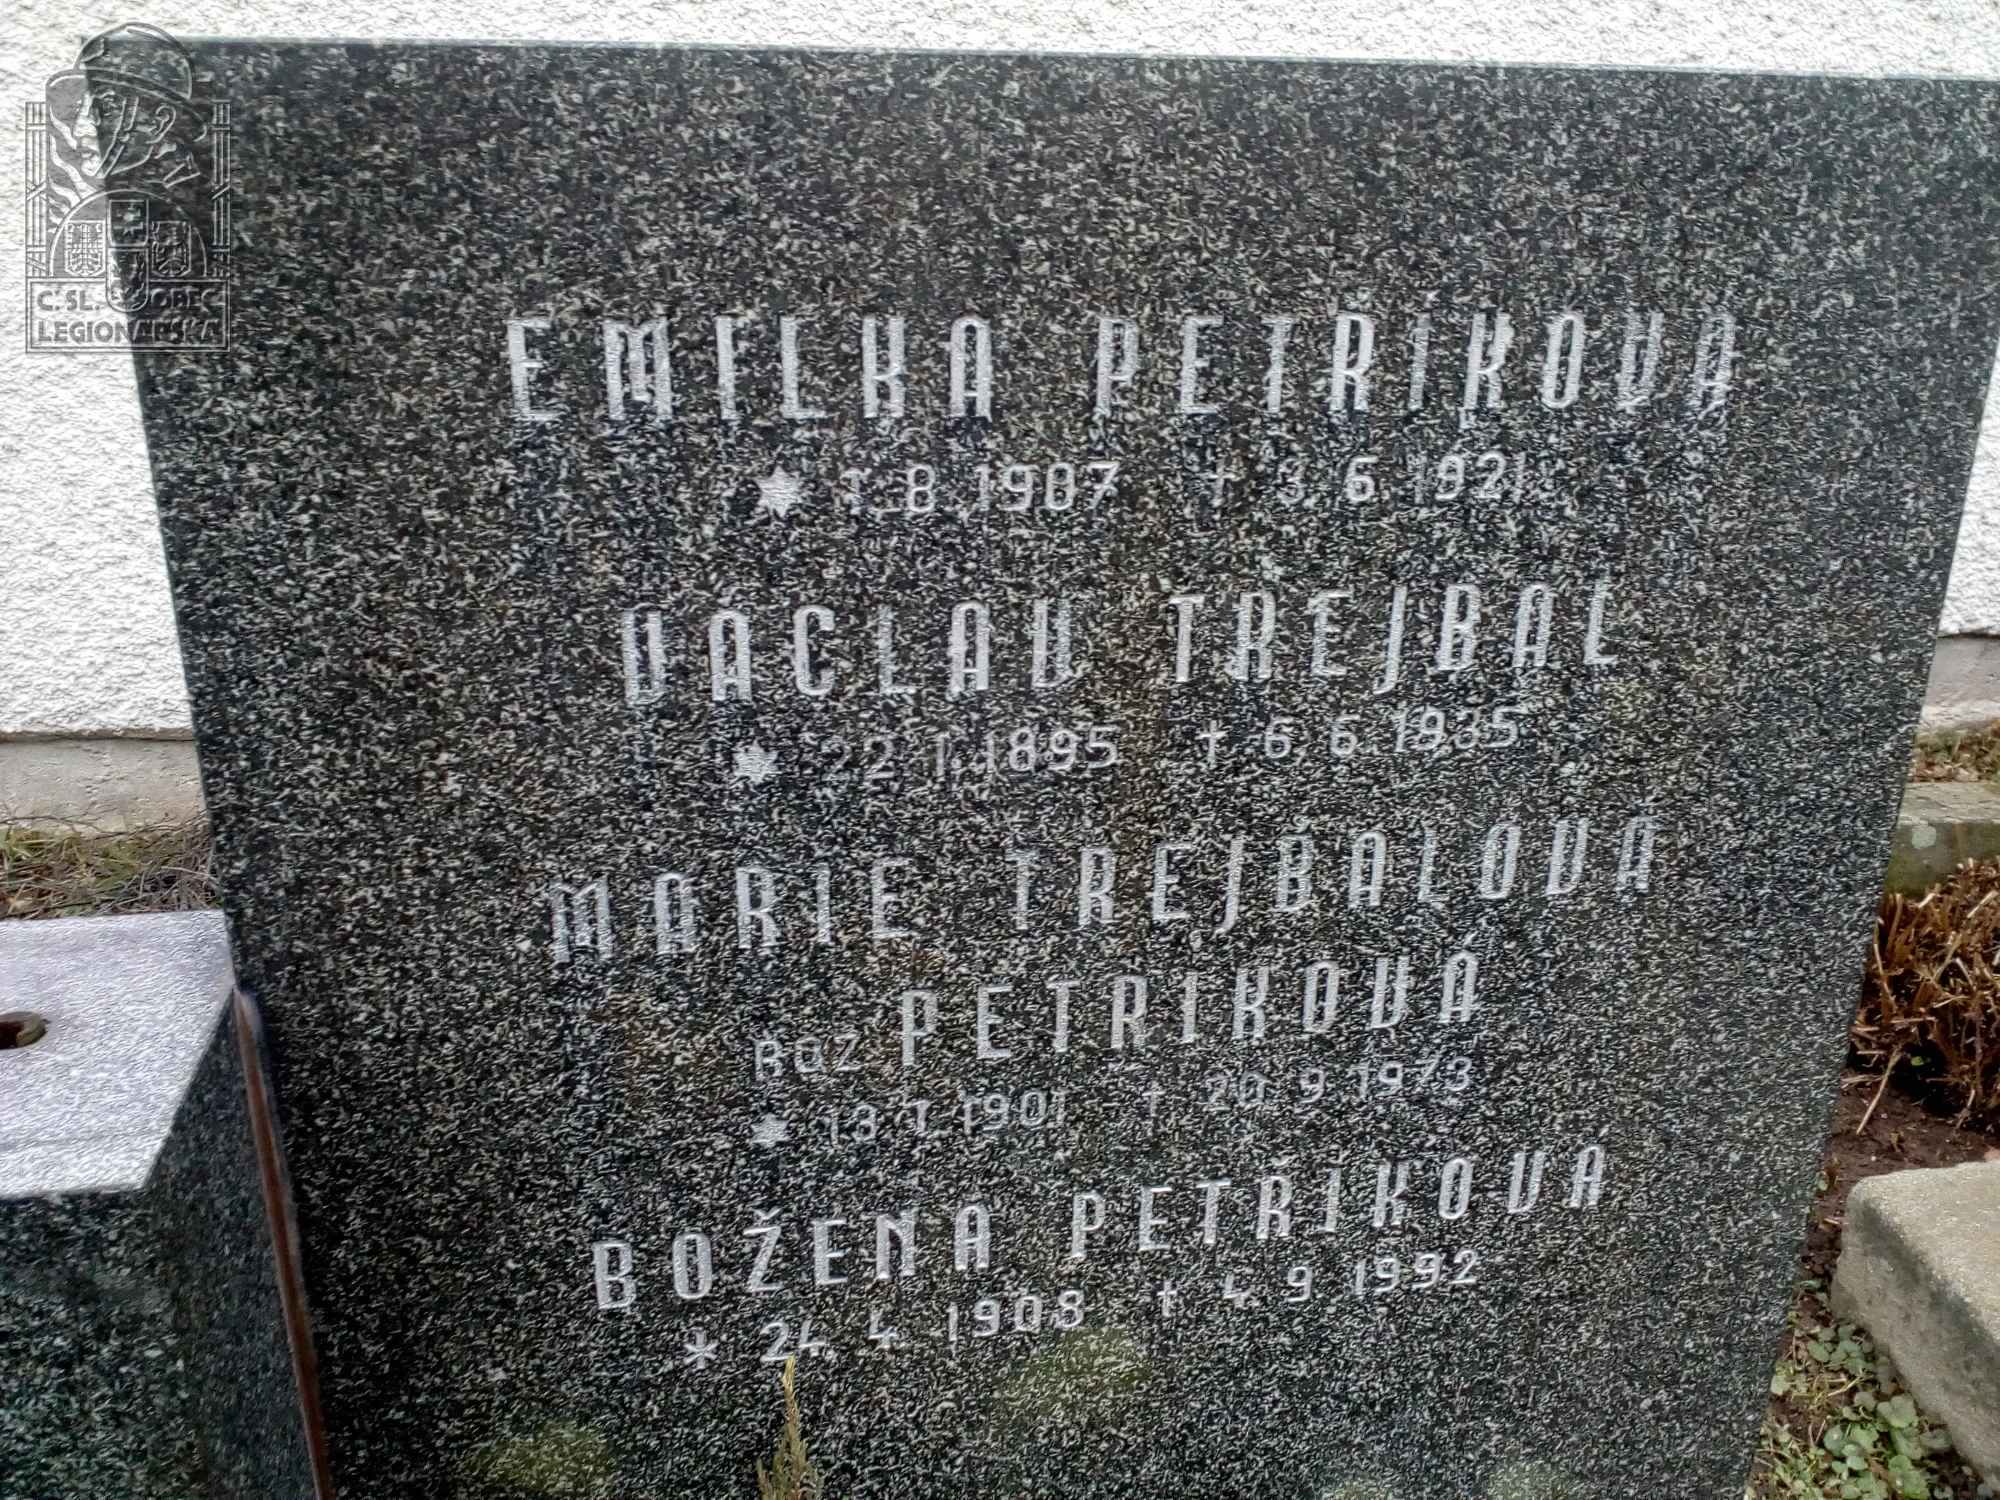 Č. SL. OBEC
LEGIONÁŘSKÁ
EMILKA PETŘÍKOVÁ
* 1. 8. 1907 † 3. 6. 1921
VÁCLAV TREJBAL
* 22. 1. 1895 † 6. 6. 1935
MARIE TREJBALOVÁ
ROZ. PETŘÍKOVÁ
* 13. 1. 1901 † 20. 9. 1973
BOŽENA PETŘÍKOVÁ
* 24. 4. 1908 † 4. 9. 1992